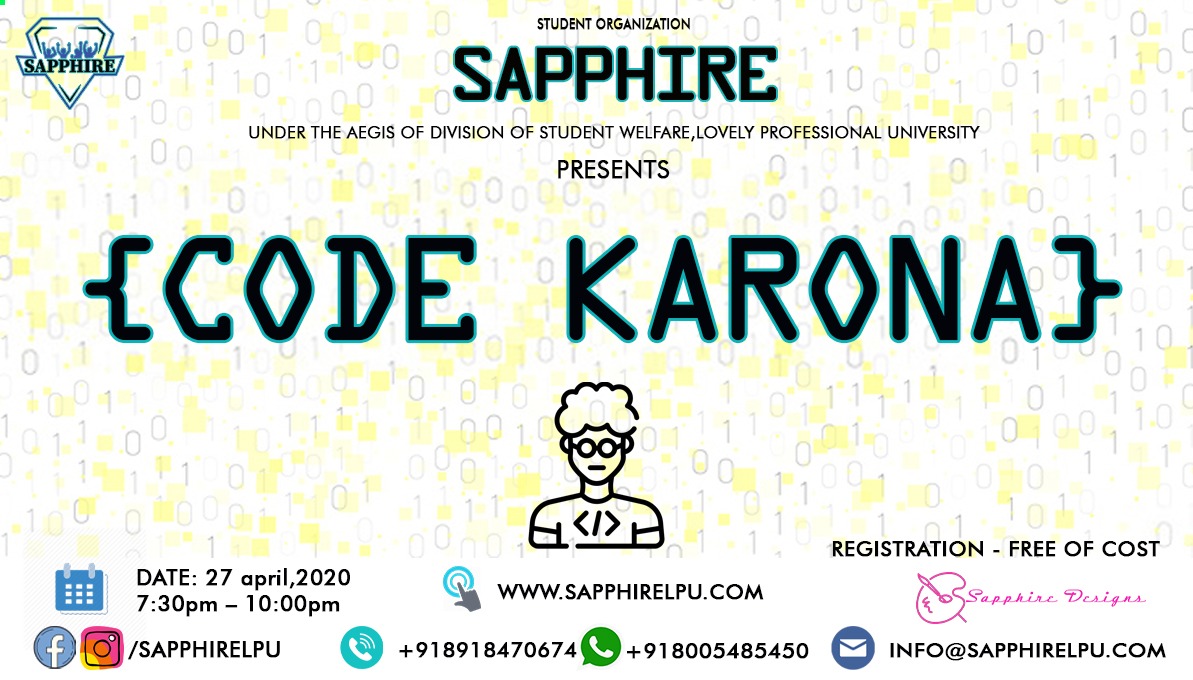 SAPPHIRE
STUDENT ORGANIZATION
SAPPHIRE
UNDER THE AEGIS OF DIVISION OF STUDENT WELFARE,LOVELY PROFESSIONAL UNIVERSITY
PRESENTS
{CODE KARONA}
</>
REGISTRATION - FREE OF COST
DATE: 27 april,2020
7:30pm – 10:00pm
WWW.SAPPHIRELPU.COM
Sapphire Designs
/SAPPHIRELPU
+918918470674
+918005485450
INFO@SAPPHIRELPU.COM